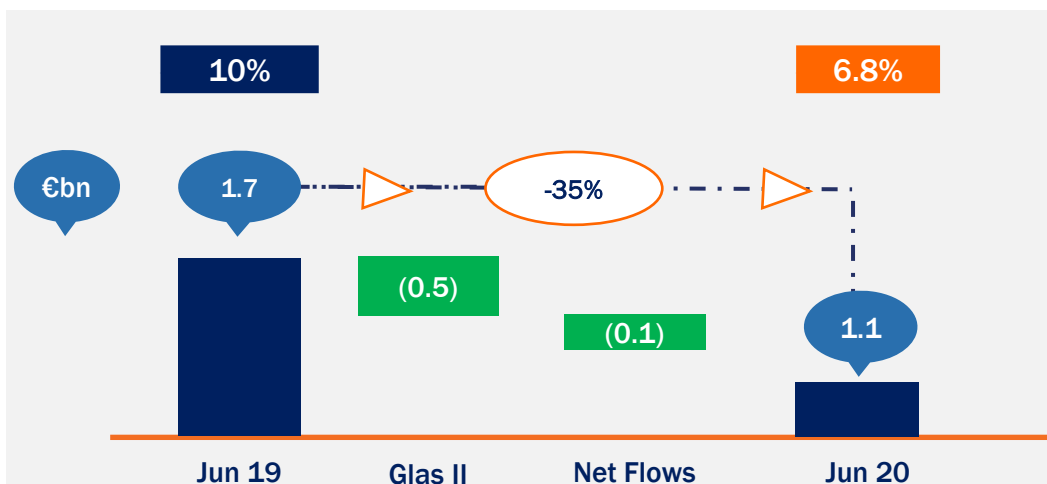 10%
6.8%
€bn
1.7
-35%
(0.5)
(0.1)
1.1
Jun 19
Glas II
Net Flows
Jun 20